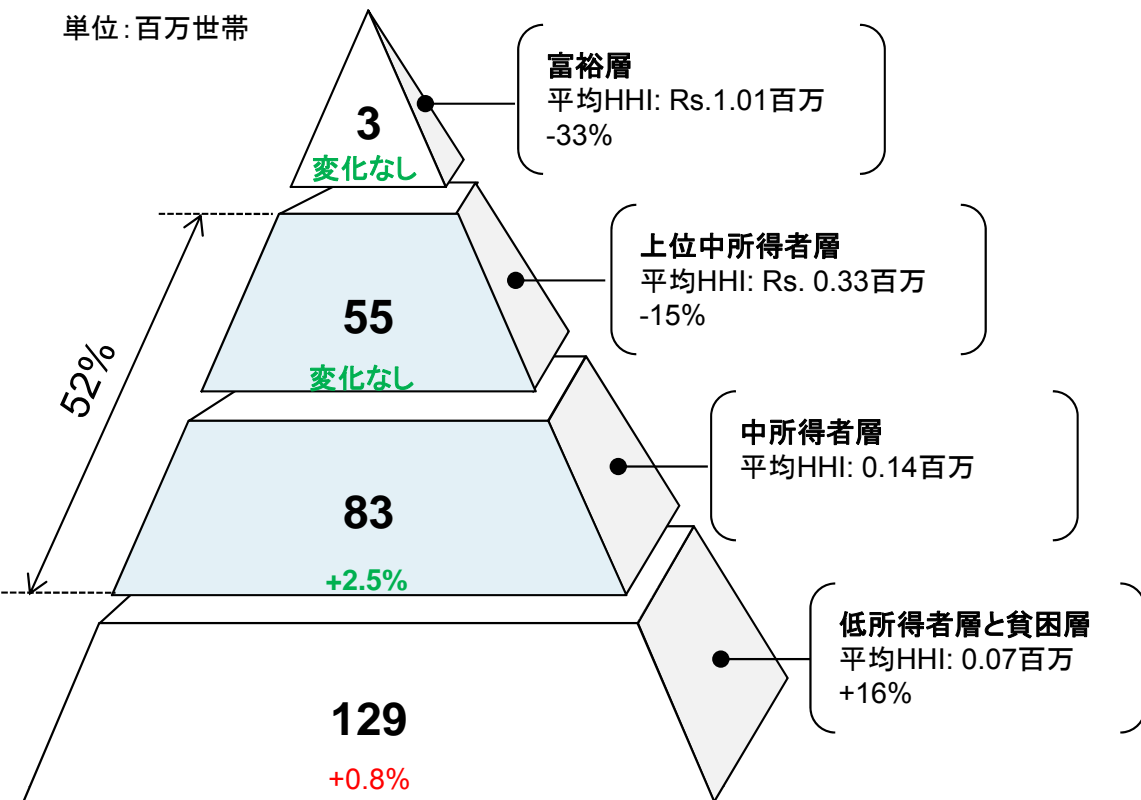 単位：百万世帯
富裕層
平均HHI: Rs.1.01百万
-33%
3
変化なし
上位中所得者層
平均HHI: Rs. 0.33百万
-15%
55
変化なし
52%
中所得者層
平均HHI: 0.14百万
83
+2.5%
低所得者層と貧困層
平均HHI: 0.07百万
+16%
129
+0.8%